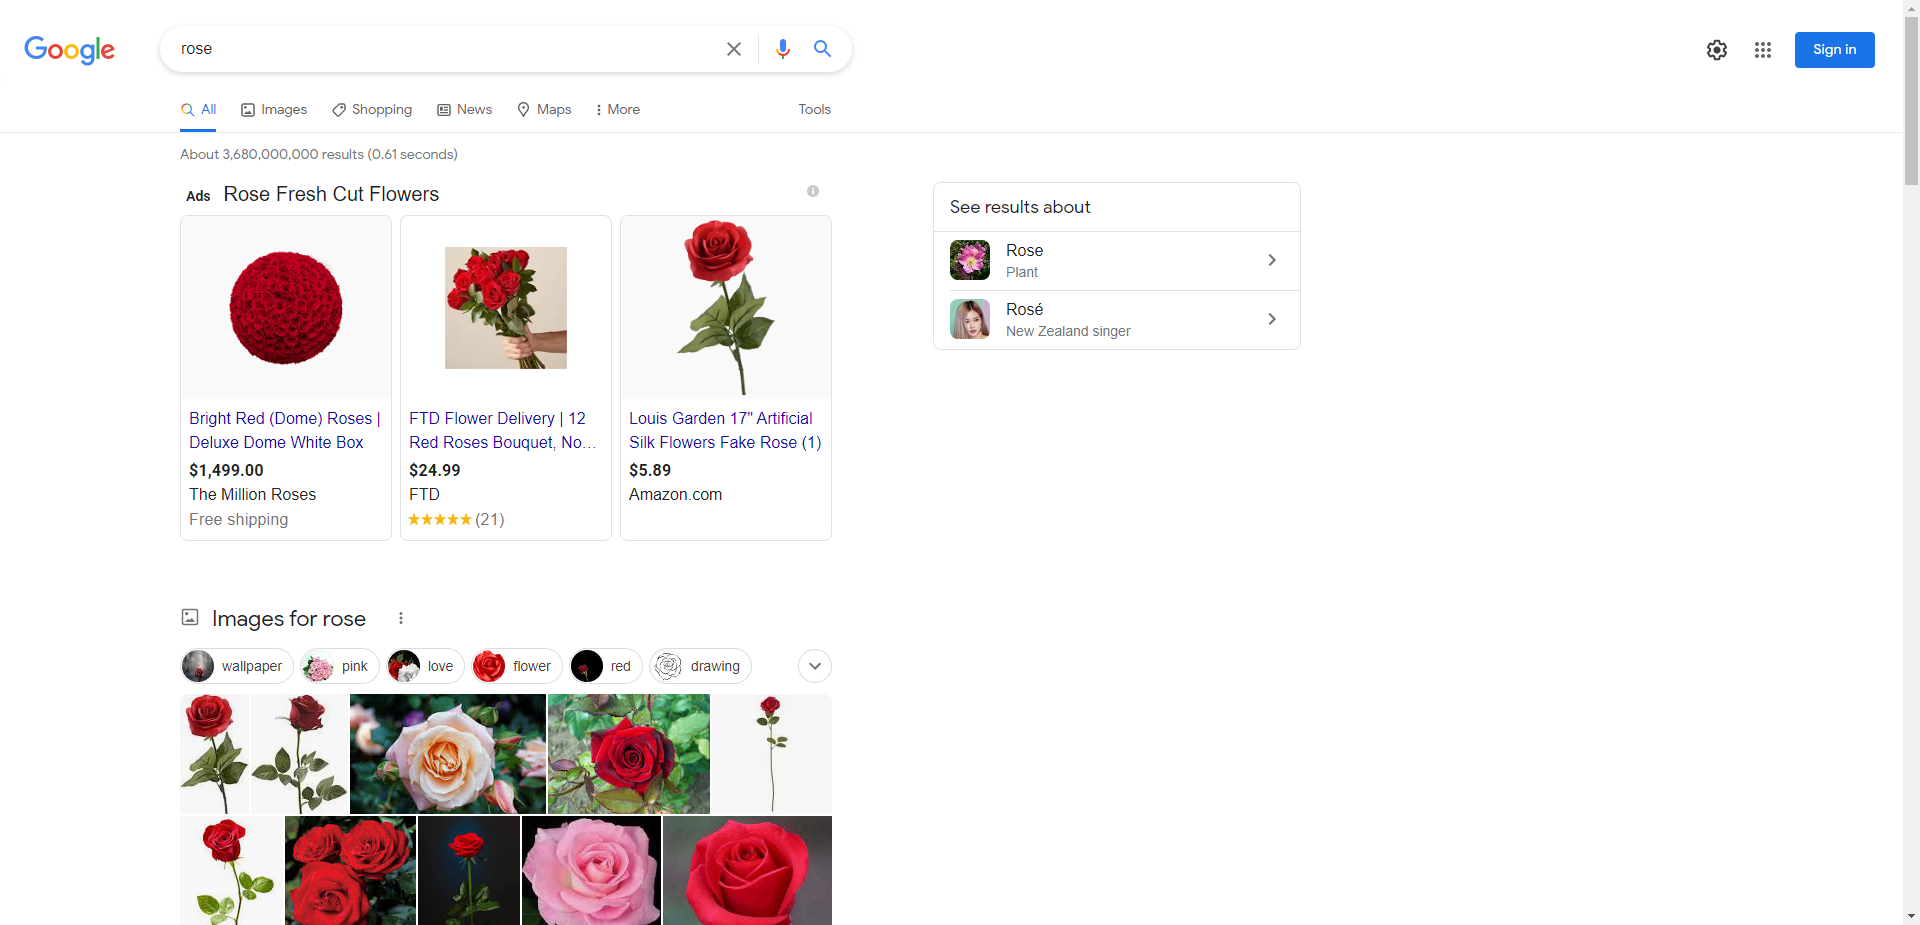 Google
rose
Sign in
All
Images
Shopping
News
Maps
More
Tools
About 3,680,000,000 results (0.61 seconds)
Ads Rose Fresh Cut Flowers
Bright Red (Dome) Roses |
Deluxe Dome White Box
$1,499.00
The Million Roses
Free shipping
FTD Flower Delivery | 12
Red Roses Bouquet, No...
$24.99
FTD
(21)
Louis Garden 17" Artificial
Silk Flowers Fake Rose (1)
$5.89
Amazon.com
See results about
Rose
Plant
Rosé
New Zealand singer
Images for rose
wallpaper
pink
love
flower
red
drawing